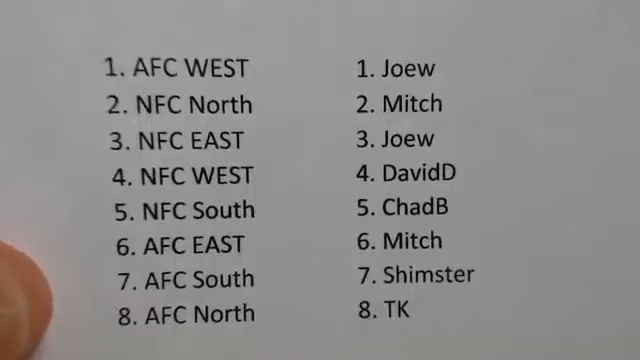 1. AFC WEST
2. NFC North
3. NFC EAST
4. NFC WEST
5. NFC South
6. AFC EAST
7. AFC South
8. AFC North
1. Joew
2. Mitch
3. Joew
4. DavidD
5. ChadB
6. Mitch
7. Shimster
8. TK